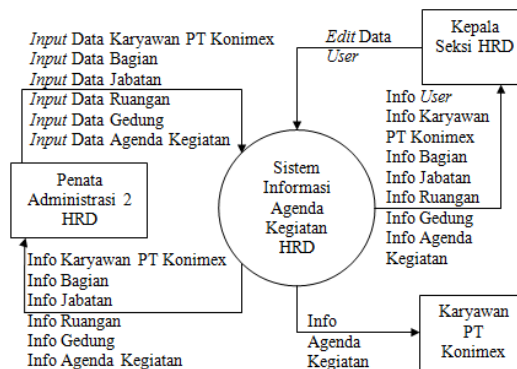 Input Data Karyawan PT Konimex
Input Data Bagian
Input Data Jabatan
Input Data Ruangan
Input Data Gedung
Input Data Agenda Kegiatan
Edit Data
User
Kepala
Seksi HRD
Info User
Info Karyawan
PT Konimex
Info Bagian
Info Jabatan
Info Ruangan
Info Gedung
Info Agenda
Kegiatan
Sistem
Informasi
Agenda
Kegiatan
HRD
Penata
Administrasi 2
HRD
Info Karyawan PT Konimex
Info Bagian
Info Jabatan
Info Ruangan
Info Gedung
Info Agenda Kegiatan
Info
Agenda
Kegiatan
Karyawan
PT
Konimex